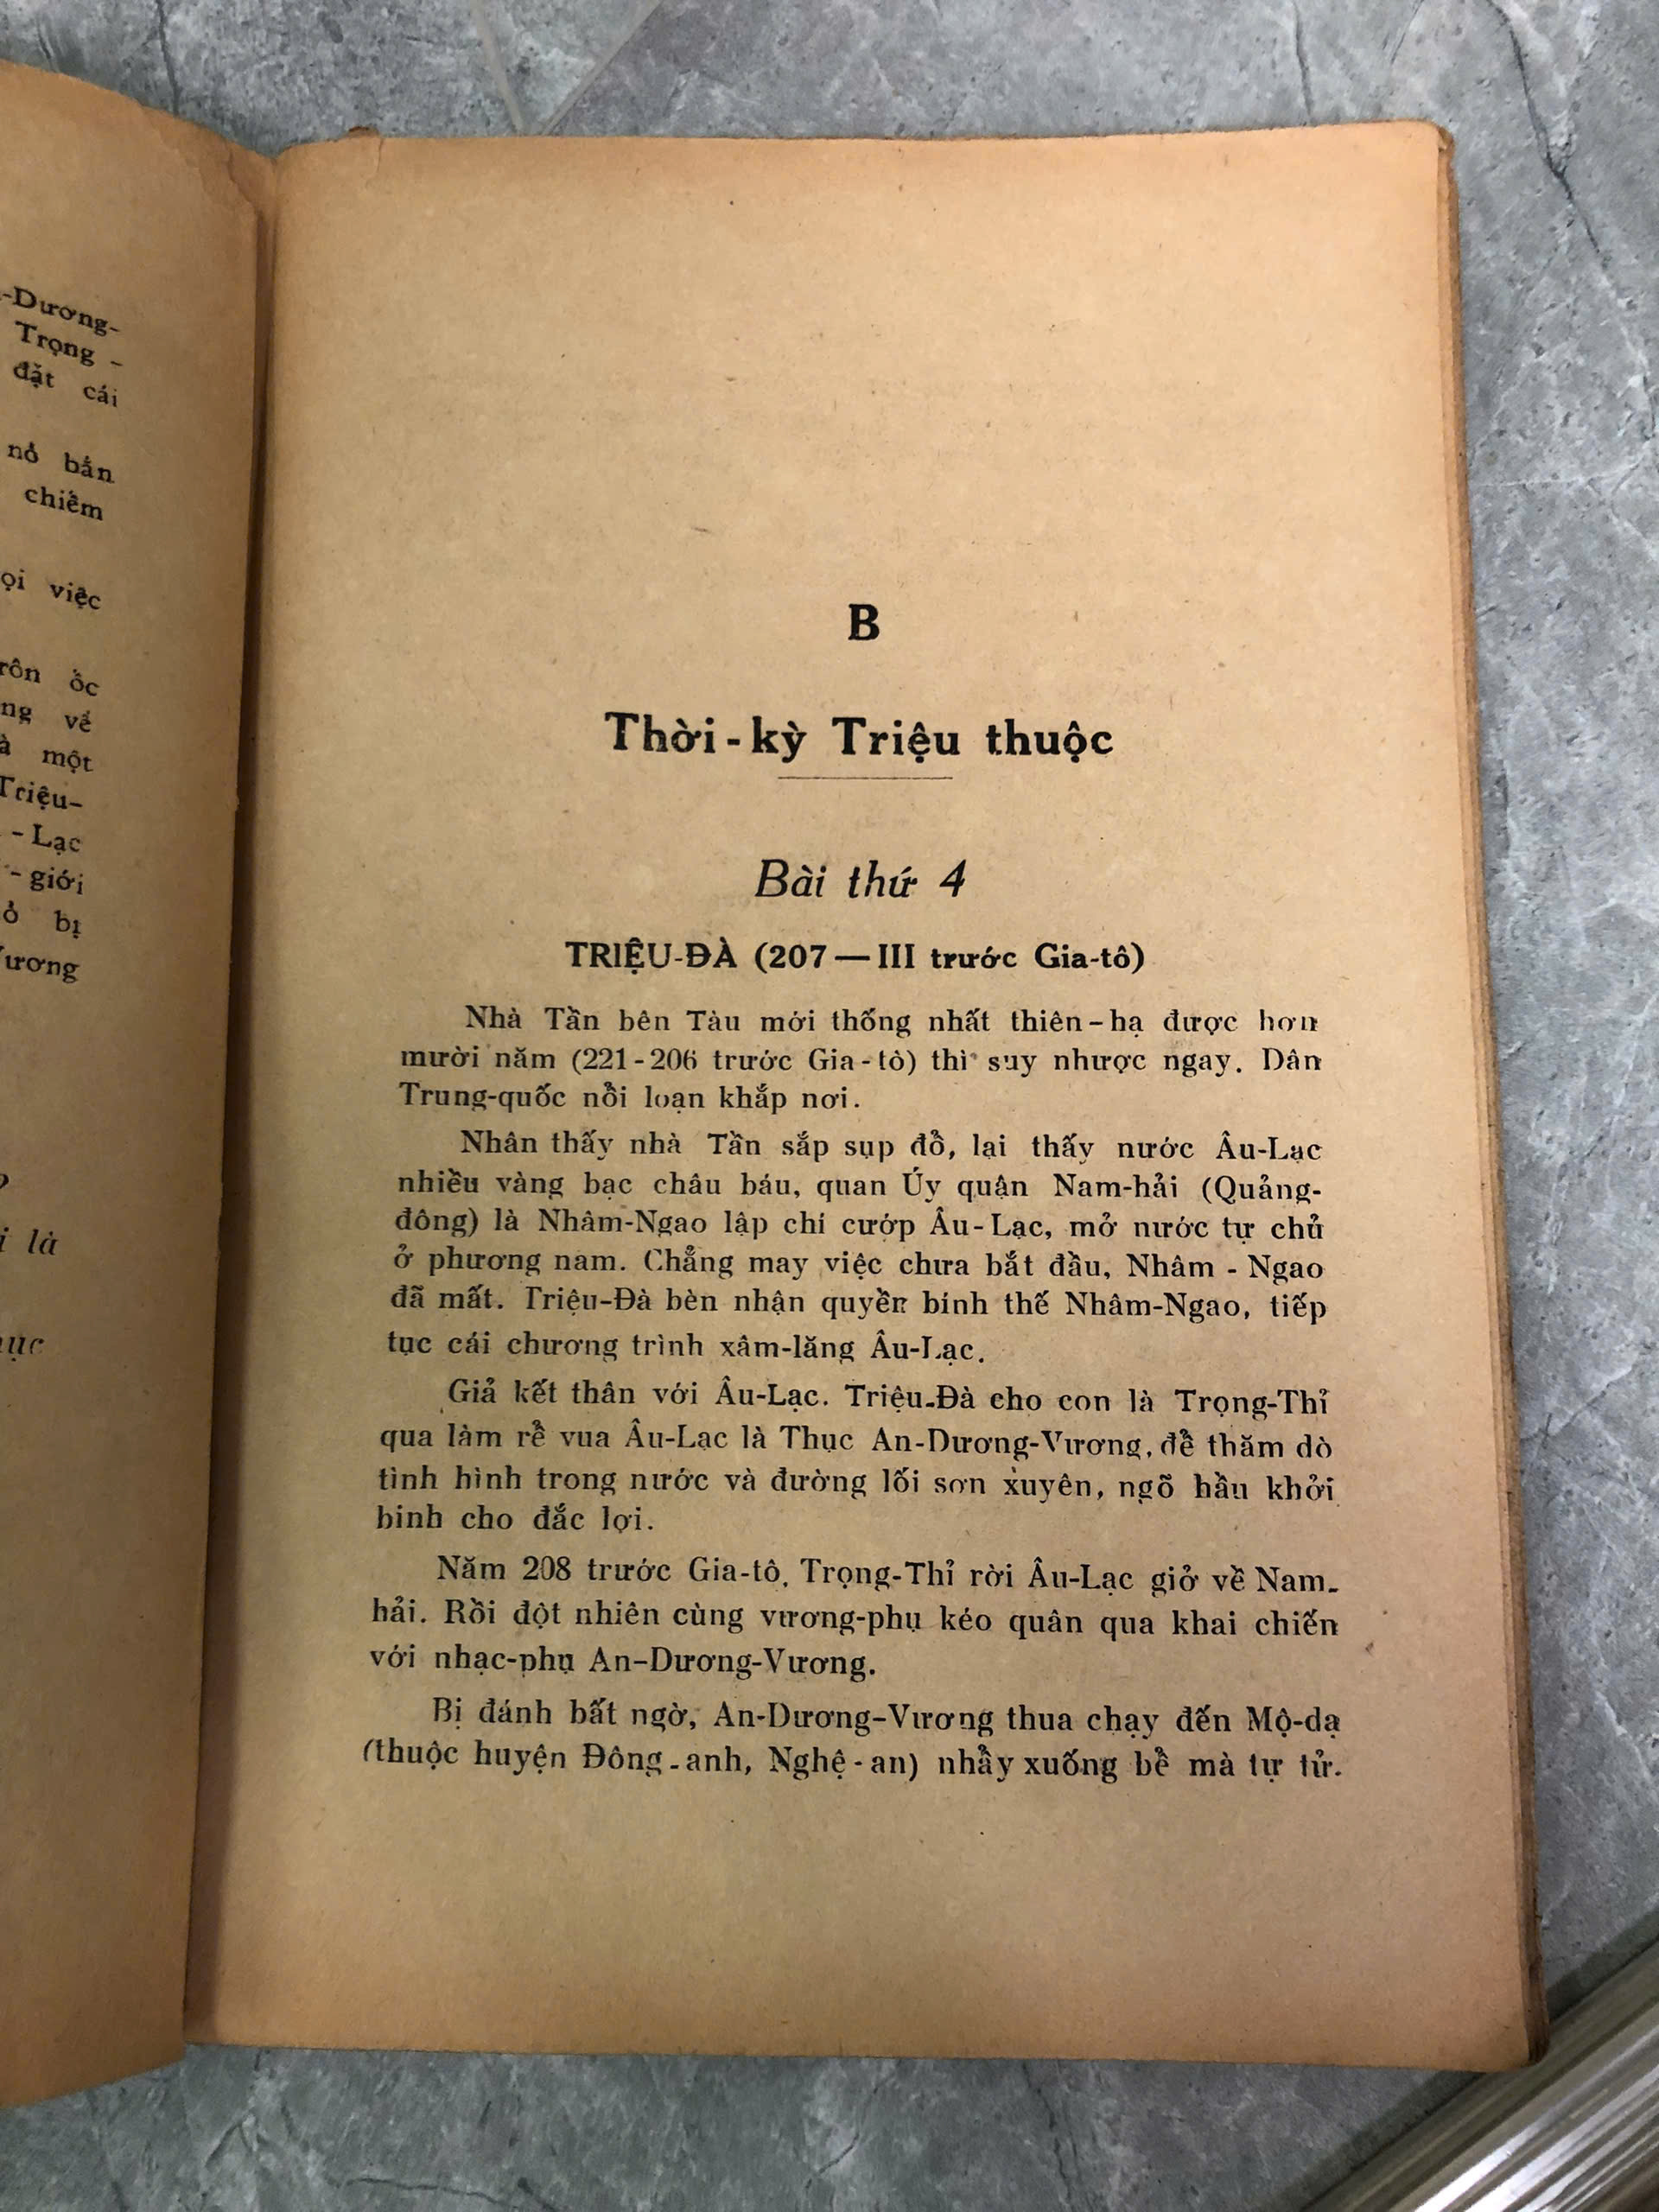 -Dương-
Trọng -
đặt cái
nỏ bắn
chiếm
ọi việc
rôn ốc
ng về
à một
Triệu-
- Lạc
- giới
ỏ bị
ương
i là
ục
B
Thời-kỳ Triệu thuộc
Bài thứ 4
TRIỆU-ĐÀ (207 — III trước Gia-tô)
Nhà Tần bên Tàu mới thống nhất thiên-hạ được hơn
mười năm (221-206 trước Gia-tô) thì suy nhược ngay. Dân
Trung-quốc nổi loạn khắp nơi.
Nhân thấy nhà Tần sắp sụp đổ, lại thấy nước Âu-Lạc
nhiều vàng bạc châu báu, quan Úy quận Nam-hải (Quảng-
đông) là Nhâm-Ngao lập chí cướp Âu-Lạc, mở nước tự chủ
ở phương nam. Chẳng may việc chưa bắt đầu, Nhâm - Ngao
đã mất. Triệu-Đà bèn nhận quyền binh thế Nhâm-Ngao, tiếp
tục cái chương trình xâm-lăng Âu-Lạc.
Giả kết thân với Âu-Lạc. Triệu-Đà cho con là Trọng-Thỉ
qua làm rể vua Âu-Lạc là Thục An-Dương-Vương, để thăm dò
tình hình trong nước và đường lối sơn xuyên, ngõ hầu khởi
binh cho đắc lợi.
Năm 208 trước Gia-tô, Trọng-Thỉ rời Âu-Lạc giở về Nam-
hải. Rồi đột nhiên cùng vương-phụ kéo quân qua khai chiến
với nhạc-phụ An-Dương-Vương.
Bị đánh bất ngờ, An-Dương-Vương thua chạy đến Mộ-dạ
(thuộc huyện Đông-anh, Nghệ-an) nhẩy xuống bể mà tự tử.